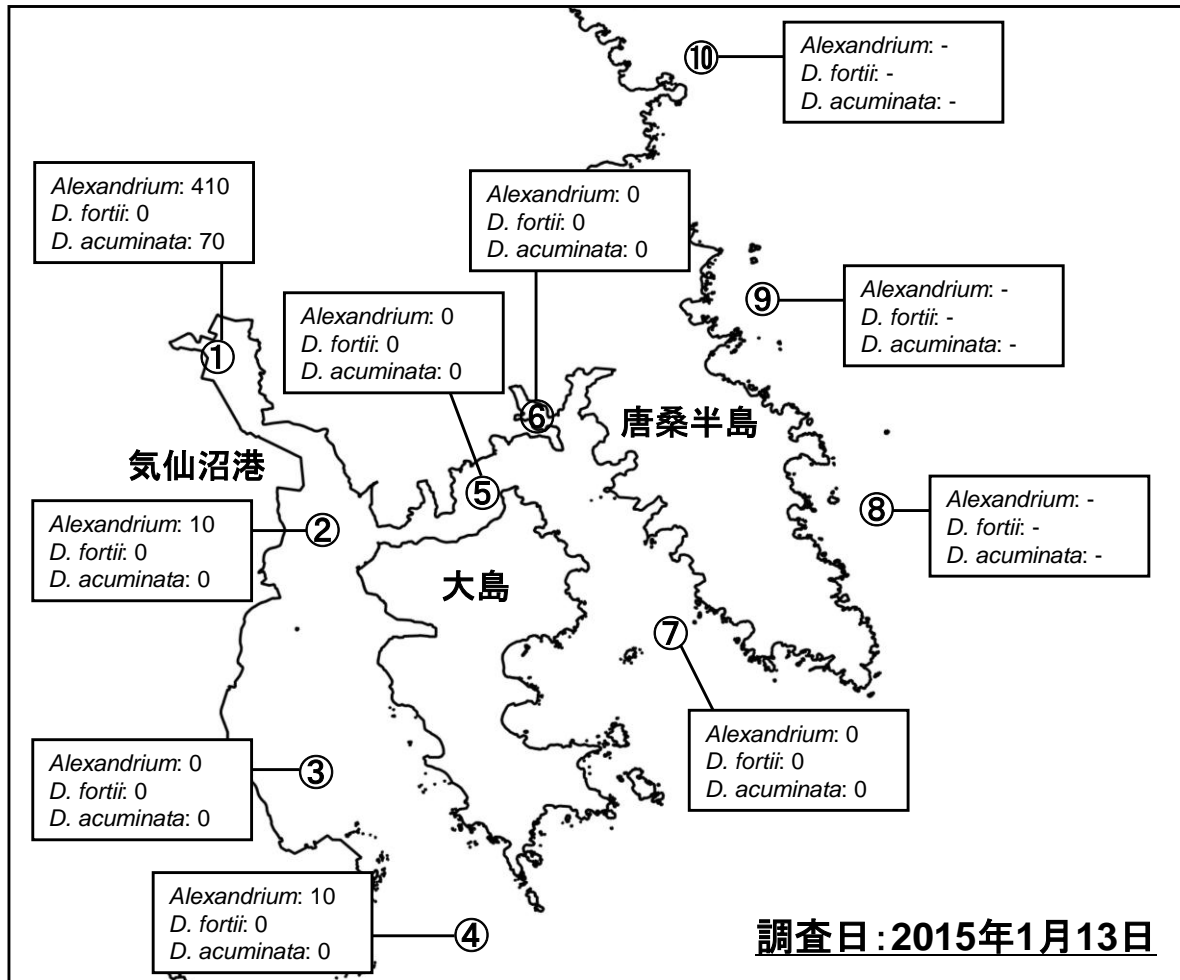 ⑩
Alexandrium: -
D. fortii: -
D. acuminata: -
Alexandrium: 410
D. fortii: 0
D. acuminata: 70
①
Alexandrium: 0
D. fortii: 0
D. acuminata: 0
⑥
Alexandrium: -
D. fortii: -
D. acuminata: -
⑨
Alexandrium: 0
D. fortii: 0
D. acuminata: 0
⑤
唐桑半島
気仙沼港
Alexandrium: 10
D. fortii: 0
D. acuminata: 0
②
Alexandrium: -
D. fortii: -
D. acuminata: -
⑧
大島
⑦
Alexandrium: 0
D. fortii: 0
D. acuminata: 0
Alexandrium: 0
D. fortii: 0
D. acuminata: 0
③
Alexandrium: 10
D. fortii: 0
D. acuminata: 0
④
調査日:2015年1月13日